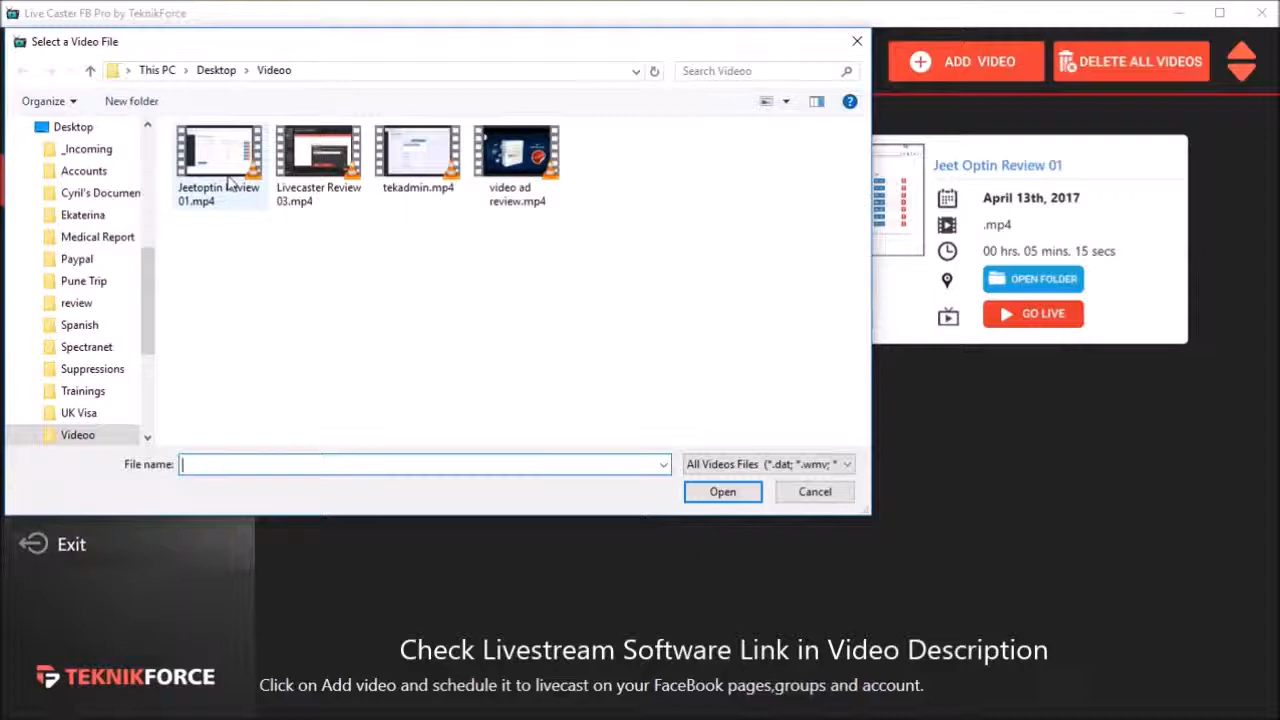 Live Caster FB Pro by TeknikForce
Select a Video File
This PC > Desktop > Videoo
Search Videoo
ADD VIDEO
DELETE ALL VIDEOS
Organize
New folder
Desktop
_Incoming
Accounts
Cyril's Documen
Ekaterina
Medical Report
Paypal
Pune Trip
review
Spanish
Spectranet
Suppressions
Trainings
UK Visa
Videoo
Jeetoptin Review
01.mp4
Livecaster Review
03.mp4
tekadmin.mp4
video ad
review.mp4
Jeet Optin Review 01
April 13th, 2017
.mp4
00 hrs. 05 mins. 15 secs
OPEN FOLDER
GO LIVE
File name:
All Videos Files (*.dat; *.wmv; *
Open
Cancel
Exit
TEKNIKFORCE
Check Livestream Software Link in Video Description
Click on Add video and schedule it to livecast on your FaceBook pages,groups and account.